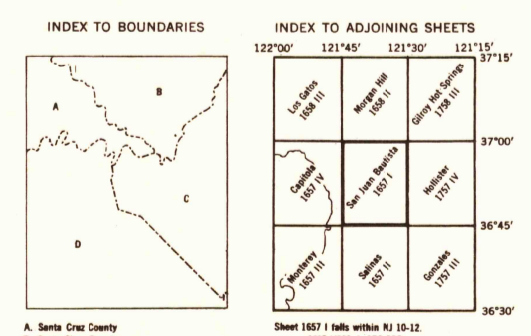 INDEX TO BOUNDARIES
A
B
C
D
A. Santa Cruz County
INDEX TO ADJOINING SHEETS
122°00' 121°45' 121°30' 121°15'
37°15'
Los Gatos
1658 III
Morgan Hill
1658 II
Gilroy Hot Springs
1758 III
37°00'
Capitola
1657 IV
San Juan Bautista
1657 I
Hollister
1757 IV
36°45'
Monterey
1657 III
Salinas
1657 II
Gonzales
1757 III
36°30'
Sheet 1657 I falls within NJ 10-12.